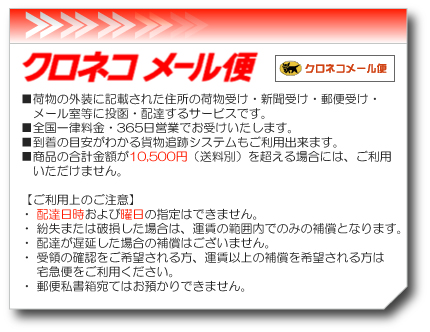 クロネコ メール便
クロネコメール便
■荷物の外装に記載された住所の荷物受け・新聞受け・郵便受け・
メール室等に投函・配達するサービスです。
■全国一律料金・365日営業でお受けいたします。
■到着の目安がわかる貨物追跡システムもご利用出来ます。
■商品の合計金額が10,500円（送料別）を超える場合には、ご利用
いただけません。
【ご利用上のご注意】
・ 配達日時および曜日の指定はできません。
・ 紛失または破損した場合は、運賃の範囲内でのみの補償となります。
・ 配達が遅延した場合の補償はございません。
・ 受領の確認をご希望される方、運賃以上の補償を希望される方は
宅急便をご利用ください。
・ 郵便私書箱宛てはお預かりできません。